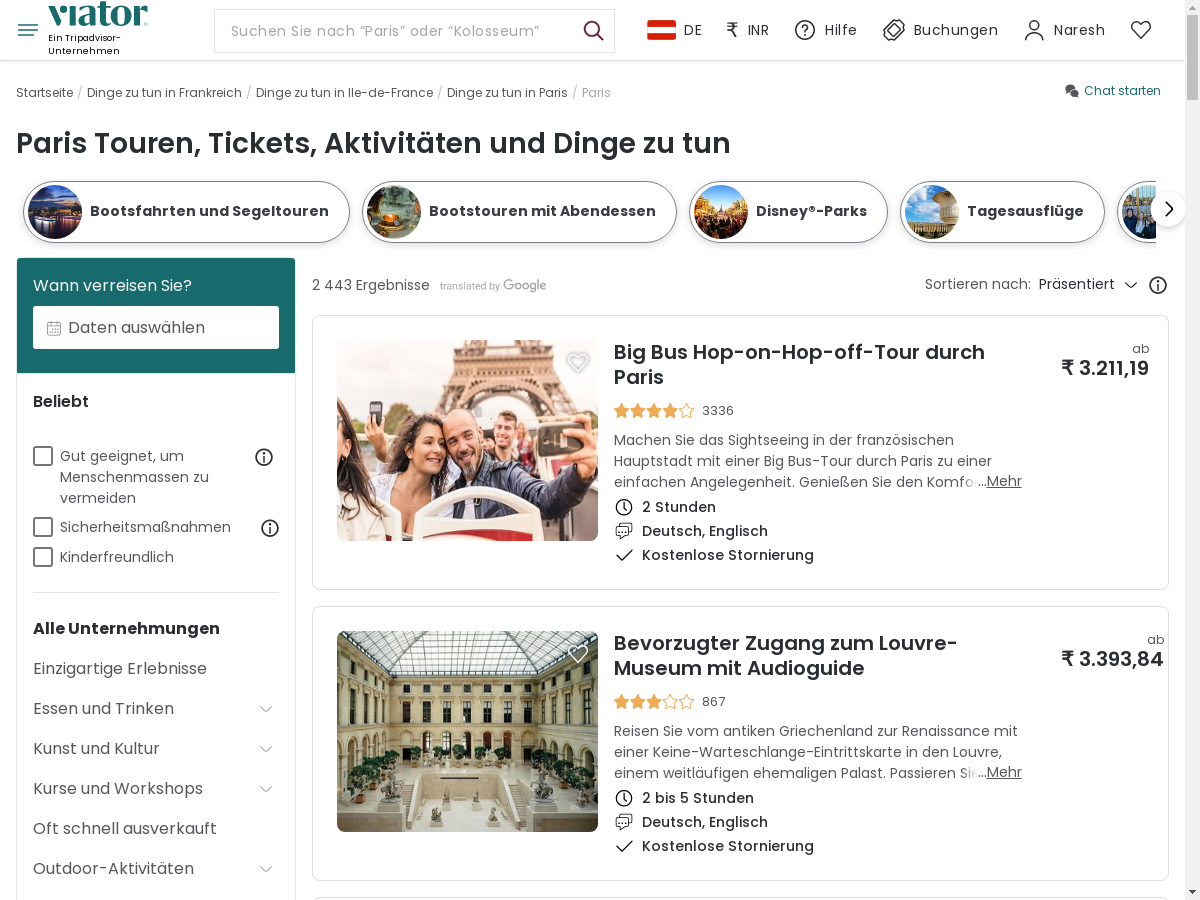 viator
Ein Tripadvisor-
Unternehmen
Suchen Sie nach “Paris” oder “Kolosseum”
DE
₹ INR
Hilfe
Buchungen
Naresh
Startseite / Dinge zu tun in Frankreich / Dinge zu tun in Ile-de-France / Dinge zu tun in Paris / Paris
Chat starten
Paris Touren, Tickets, Aktivitäten und Dinge zu tun
Bootsfahrten und Segeltouren
Bootstouren mit Abendessen
Disney®-Parks
Tagesausflüge
Wann verreisen Sie?
Daten auswählen
Beliebt
Gut geeignet, um
Menschenmassen zu
vermeiden
Sicherheitsmaßnahmen
Kinderfreundlich
Alle Unternehmungen
Einzigartige Erlebnisse
Essen und Trinken
Kunst und Kultur
Kurse und Workshops
Oft schnell ausverkauft
Outdoor-Aktivitäten
2 443 Ergebnisse
translated by Google
Sortieren nach: Präsentiert
Big Bus Hop-on-Hop-off-Tour durch
Paris
ab
₹ 3.211,19
3336
Machen Sie das Sightseeing in der französischen
Hauptstadt mit einer Big Bus-Tour durch Paris zu einer
einfachen Angelegenheit. Genießen Sie den Komfo...Mehr
2 Stunden
Deutsch, Englisch
Kostenlose Stornierung
Bevorzugter Zugang zum Louvre-
Museum mit Audioguide
ab
₹ 3.393,84
867
Reisen Sie vom antiken Griechenland zur Renaissance mit
einer Keine-Warteschlange-Eintrittskarte in den Louvre,
einem weitläufigen ehemaligen Palast. Passieren Sie...Mehr
2 bis 5 Stunden
Deutsch, Englisch
Kostenlose Stornierung